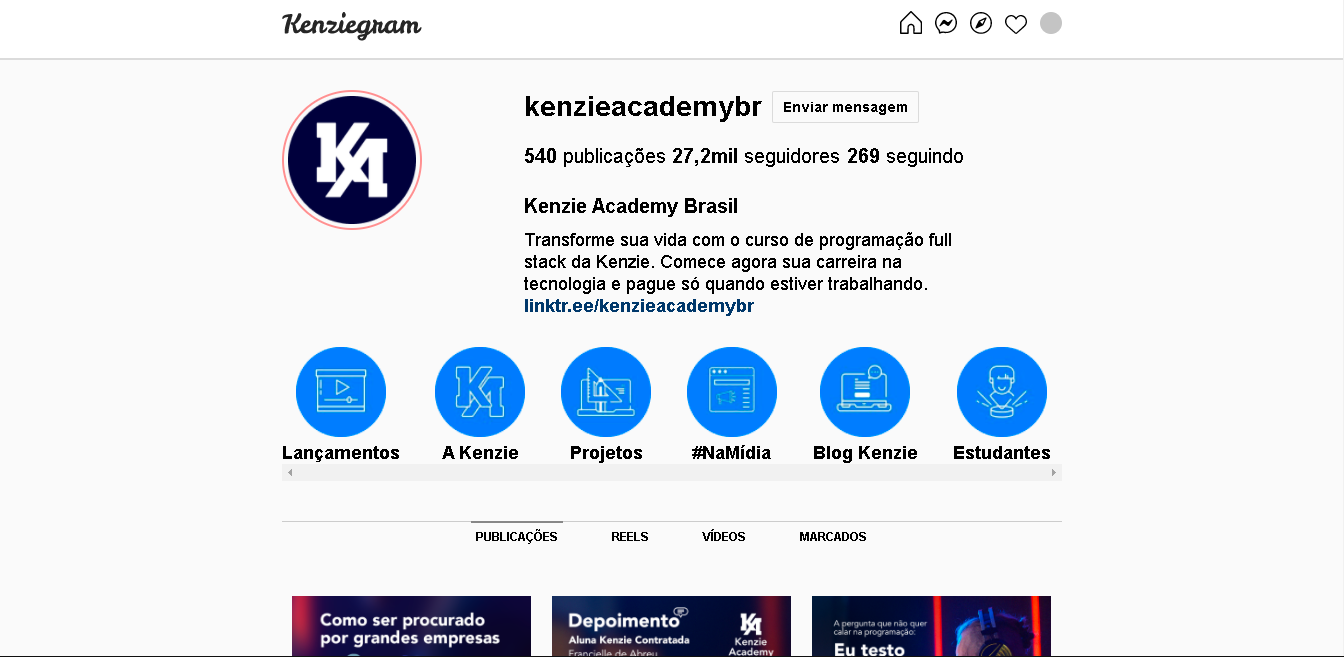 Kenziegram
KA
kenzieacademybr Enviar mensagem
540 publicações 27,2mil seguidores 269 seguindo
Kenzie Academy Brasil
Transforme sua vida com o curso de programação full
stack da Kenzie. Comece agora sua carreira na
tecnologia e pague só quando estiver trabalhando.
linktr.ee/kenzieacademybr
KA
Lançamentos A Kenzie Projetos #NaMídia Blog Kenzie Estudantes
PUBLICAÇÕES REELS VÍDEOS MARCADOS
Como ser procurado
por grandes empresas
Depoimento
Aluna Kenzie Contratada
Francielle de Abreu
KA
Kenzie
Academy
A pergunta que não quer
calar na programação:
Eu testo